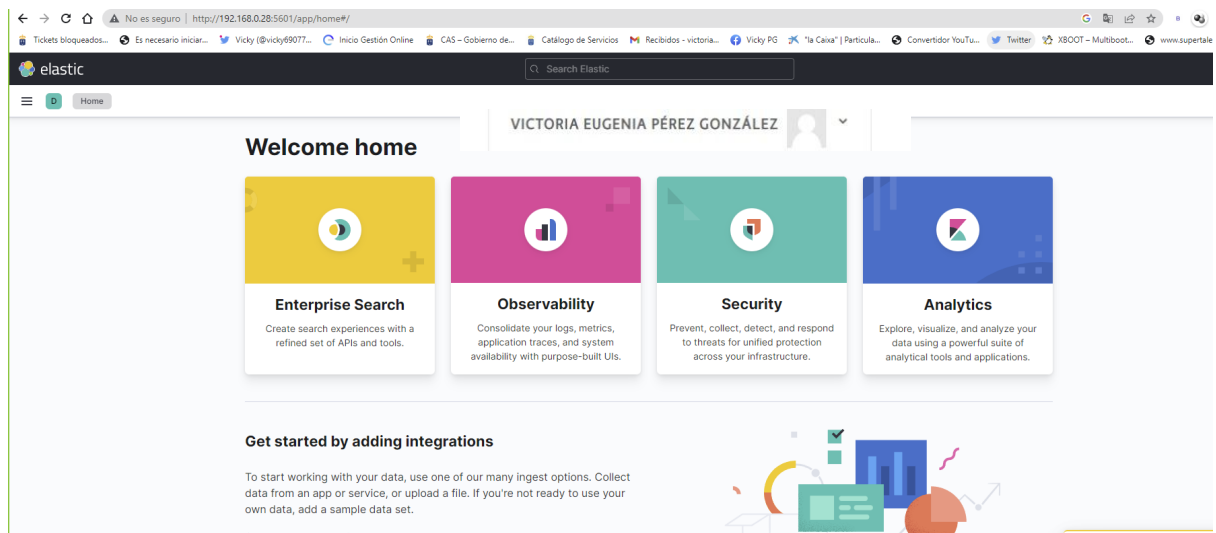 No es seguro | http://192.168.0.28:5601/app/home#/
Tickets bloqueados... Es necesario iniciar... Vicky (@vicky69077... Inicio Gestión Online CAS – Gobierno de... Catálogo de Servicios Recibidos - victoria... Vicky PG "la Caixa" | Particula... Convertidor YouTu... Twitter XBOOT – Multiboot... www.supertale
elastic Search Elastic
D Home
VICTORIA EUGENIA PÉREZ GONZÁLEZ
Welcome home
Enterprise Search
Create search experiences with a
refined set of APIs and tools.
Observability
Consolidate your logs, metrics,
application traces, and system
availability with purpose-built UIs.
Security
Prevent, collect, detect, and respond
to threats for unified protection
across your infrastructure.
Analytics
Explore, visualize, and analyze your
data using a powerful suite of
analytical tools and applications.
Get started by adding integrations
To start working with your data, use one of our many ingest options. Collect
data from an app or service, or upload a file. If you're not ready to use your
own data, add a sample data set.